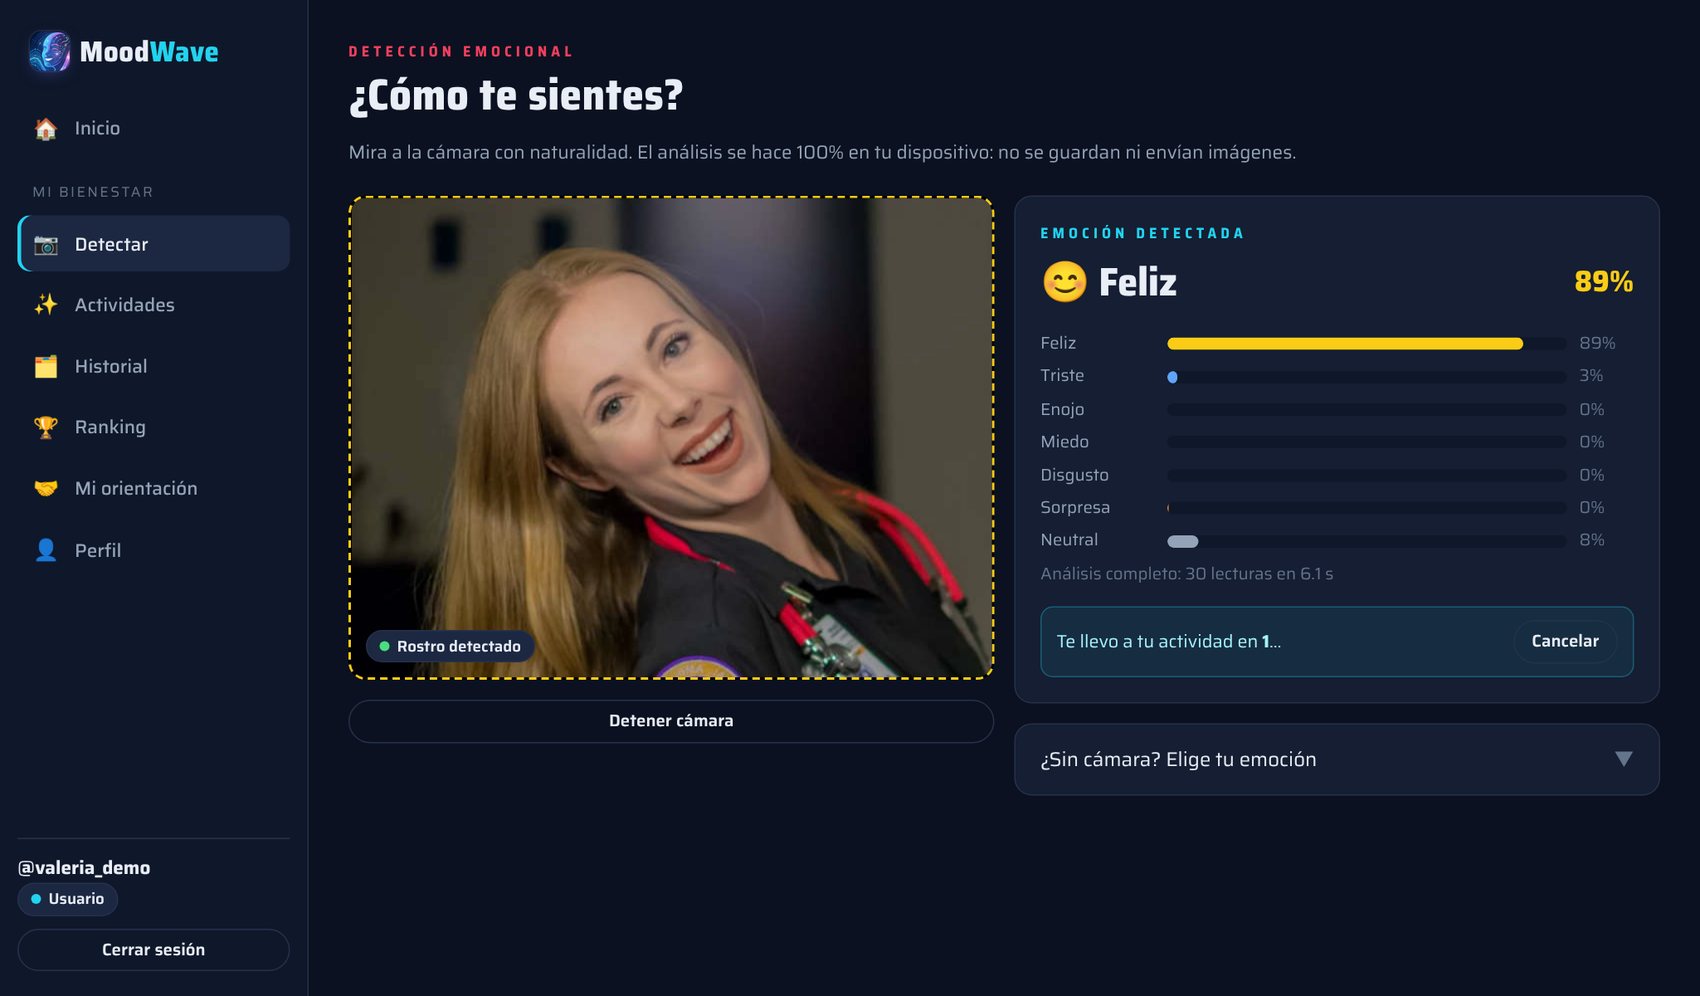 MoodWave
Inicio
MI BIENESTAR
Detectar
Actividades
Historial
Ranking
Mi orientación
Perfil
@valeria_demo
Usuario
Cerrar sesión
DETECCIÓN EMOCIONAL
¿Cómo te sientes?
Mira a la cámara con naturalidad. El análisis se hace 100% en tu dispositivo: no se guardan ni envían imágenes.
Rostro detectado
Detener cámara
EMOCIÓN DETECTADA
Feliz 89%
Feliz 89%
Triste 3%
Enojo 0%
Miedo 0%
Disgusto 0%
Sorpresa 0%
Neutral 8%
Análisis completo: 30 lecturas en 6.1 s
Te llevo a tu actividad en 1... Cancelar
¿Sin cámara? Elige tu emoción